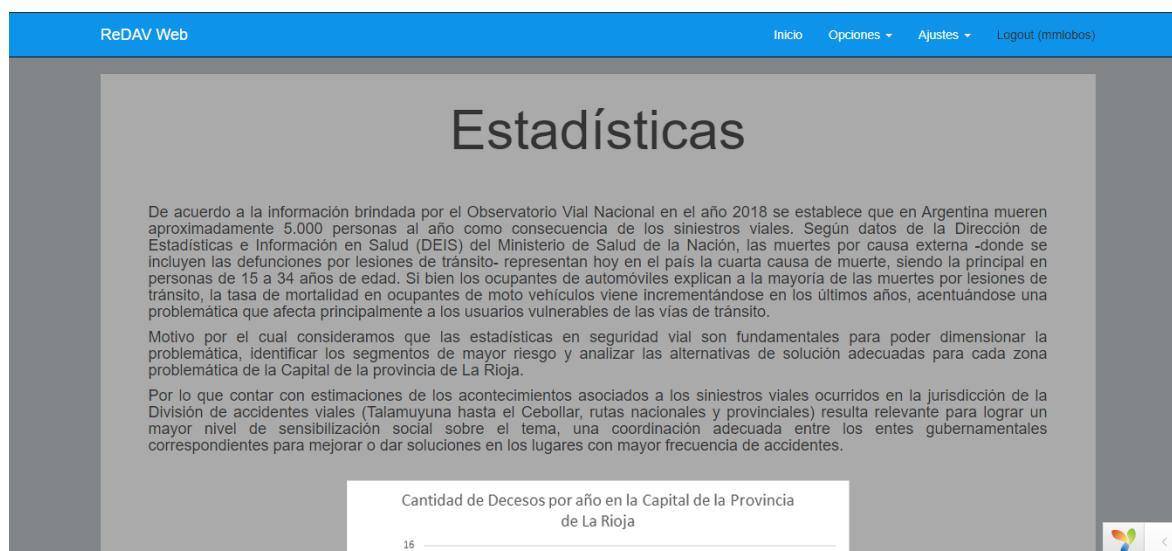 ReDAV Web
Inicio
Opciones
Ajustes
Logout (mmlobos)
Estadísticas
De acuerdo a la información brindada por el Observatorio Vial Nacional en el año 2018 se establece que en Argentina mueren
aproximadamente 5.000 personas al año como consecuencia de los siniestros viales. Según datos de la Dirección de
Estadísticas e Información en Salud (DEIS) del Ministerio de Salud de la Nación, las muertes por causa externa -donde se
incluyen las defunciones por lesiones de tránsito- representan hoy en el país la cuarta causa de muerte, siendo la principal en
personas de 15 a 34 años de edad. Si bien los ocupantes de automóviles explican a la mayoría de las muertes por lesiones de
tránsito, la tasa de mortalidad en ocupantes de moto vehículos viene incrementándose en los últimos años, acentuándose una
problemática que afecta principalmente a los usuarios vulnerables de las vías de tránsito.
Motivo por el cual consideramos que las estadísticas en seguridad vial son fundamentales para poder dimensionar la
problemática, identificar los segmentos de mayor riesgo y analizar las alternativas de solución adecuadas para cada zona
problemática de la Capital de la provincia de La Rioja.
Por lo que contar con estimaciones de los acontecimientos asociados a los siniestros viales ocurridos en la jurisdicción de la
División de accidentes viales (Talamuyuna hasta el Cebollar, rutas nacionales y provinciales) resulta relevante para lograr un
mayor nivel de sensibilización social sobre el tema, una coordinación adecuada entre los entes gubernamentales
correspondientes para mejorar o dar soluciones en los lugares con mayor frecuencia de accidentes.
Cantidad de Decesos por año en la Capital de la Provincia
de La Rioja
16